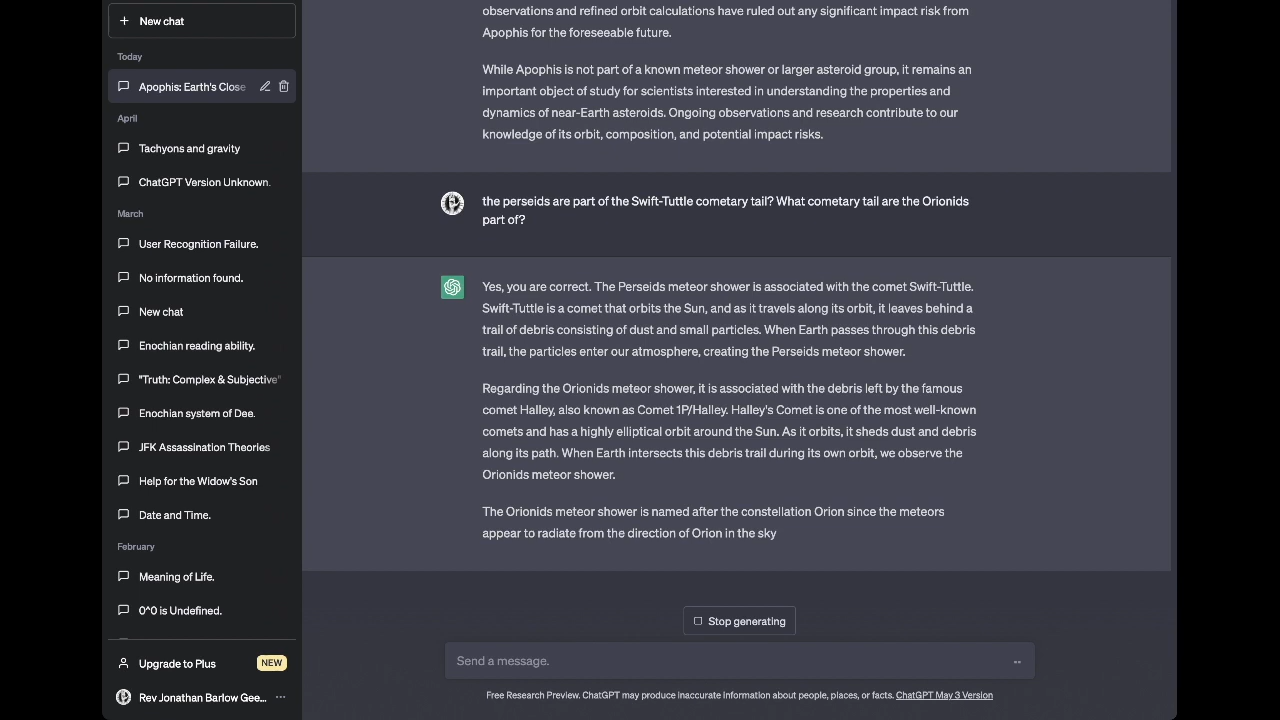 New chat
Today
Apophis: Earth's Close
April
Tachyons and gravity
ChatGPT Version Unknown.
March
User Recognition Failure.
No information found.
New chat
Enochian reading ability.
"Truth: Complex & Subjective"
Enochian system of Dee.
JFK Assassination Theories
Help for the Widow's Son
Date and Time.
February
Meaning of Life.
0^0 is Undefined.
Upgrade to Plus NEW
Rev Jonathan Barlow Gee...
observations and refined orbit calculations have ruled out any significant impact risk from
Apophis for the foreseeable future.
While Apophis is not part of a known meteor shower or larger asteroid group, it remains an
important object of study for scientists interested in understanding the properties and
dynamics of near-Earth asteroids. Ongoing observations and research contribute to our
knowledge of its orbit, composition, and potential impact risks.
the perseids are part of the Swift-Tuttle cometary tail? What cometary tail are the Orionids
part of?
Yes, you are correct. The Perseids meteor shower is associated with the comet Swift-Tuttle.
Swift-Tuttle is a comet that orbits the Sun, and as it travels along its orbit, it leaves behind a
trail of debris consisting of dust and small particles. When Earth passes through this debris
trail, the particles enter our atmosphere, creating the Perseids meteor shower.
Regarding the Orionids meteor shower, it is associated with the debris left by the famous
comet Halley, also known as Comet 1P/Halley. Halley's Comet is one of the most well-known
comets and has a highly elliptical orbit around the Sun. As it orbits, it sheds dust and debris
along its path. When Earth intersects this debris trail during its own orbit, we observe the
Orionids meteor shower.
The Orionids meteor shower is named after the constellation Orion since the meteors
appear to radiate from the direction of Orion in the sky
Stop generating
Send a message.
Free Research Preview. ChatGPT may produce inaccurate information about people, places, or facts. ChatGPT May 3 Version